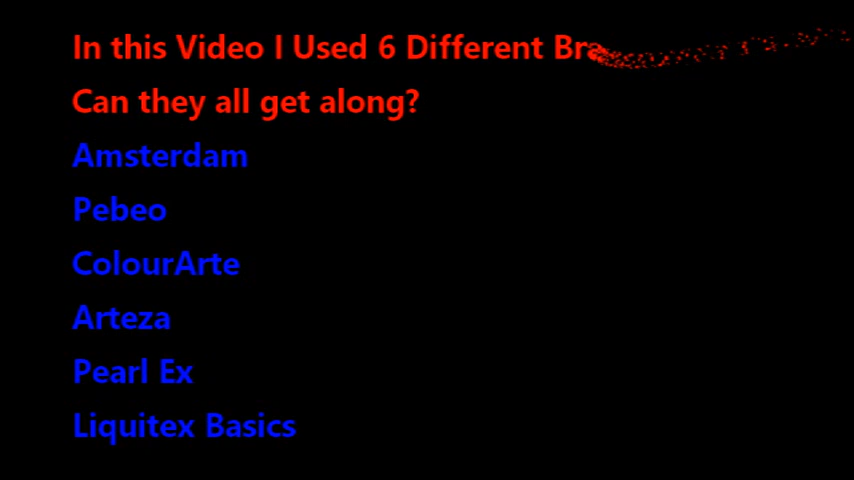 In this Video I Used 6 Different
Can they all get along?
Amsterdam
Pebeo
ColourArte
Arteza
Pearl Ex
Liquitex Basics